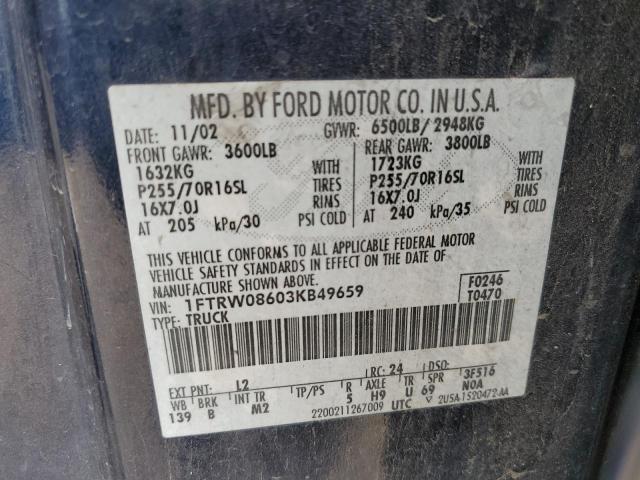 MFD. BY FORD MOTOR CO. IN U.S.A.
DATE: 11/02 GVWR: 6500LB/ 2948KG
FRONT GAWR: 3600LB REAR GAWR: 3800LB
1632KG WITH 1723KG WITH
P255/70R16SL TIRES P255/70R16SL TIRES
16X7.0J RIMS 16X7.0J RIMS
AT 205 kPa/30 PSI COLD AT 240 kPa/35 PSI COLD
THIS VEHICLE CONFORMS TO ALL APPLICABLE FEDERAL MOTOR
VEHICLE SAFETY STANDARDS IN EFFECT ON THE DATE OF
MANUFACTURE SHOWN ABOVE.
VIN: 1FTRW08603KB49659 F0246
TYPE: TRUCK T0470
EXT PNT: L2 RC: 24 DSO: 3F516
WB BRK INT TR TP/PS R AXLE TR SPR N0A
139 B M2 5 H9 U 69
2200211267009 UTC 2U5A-1520472-AA